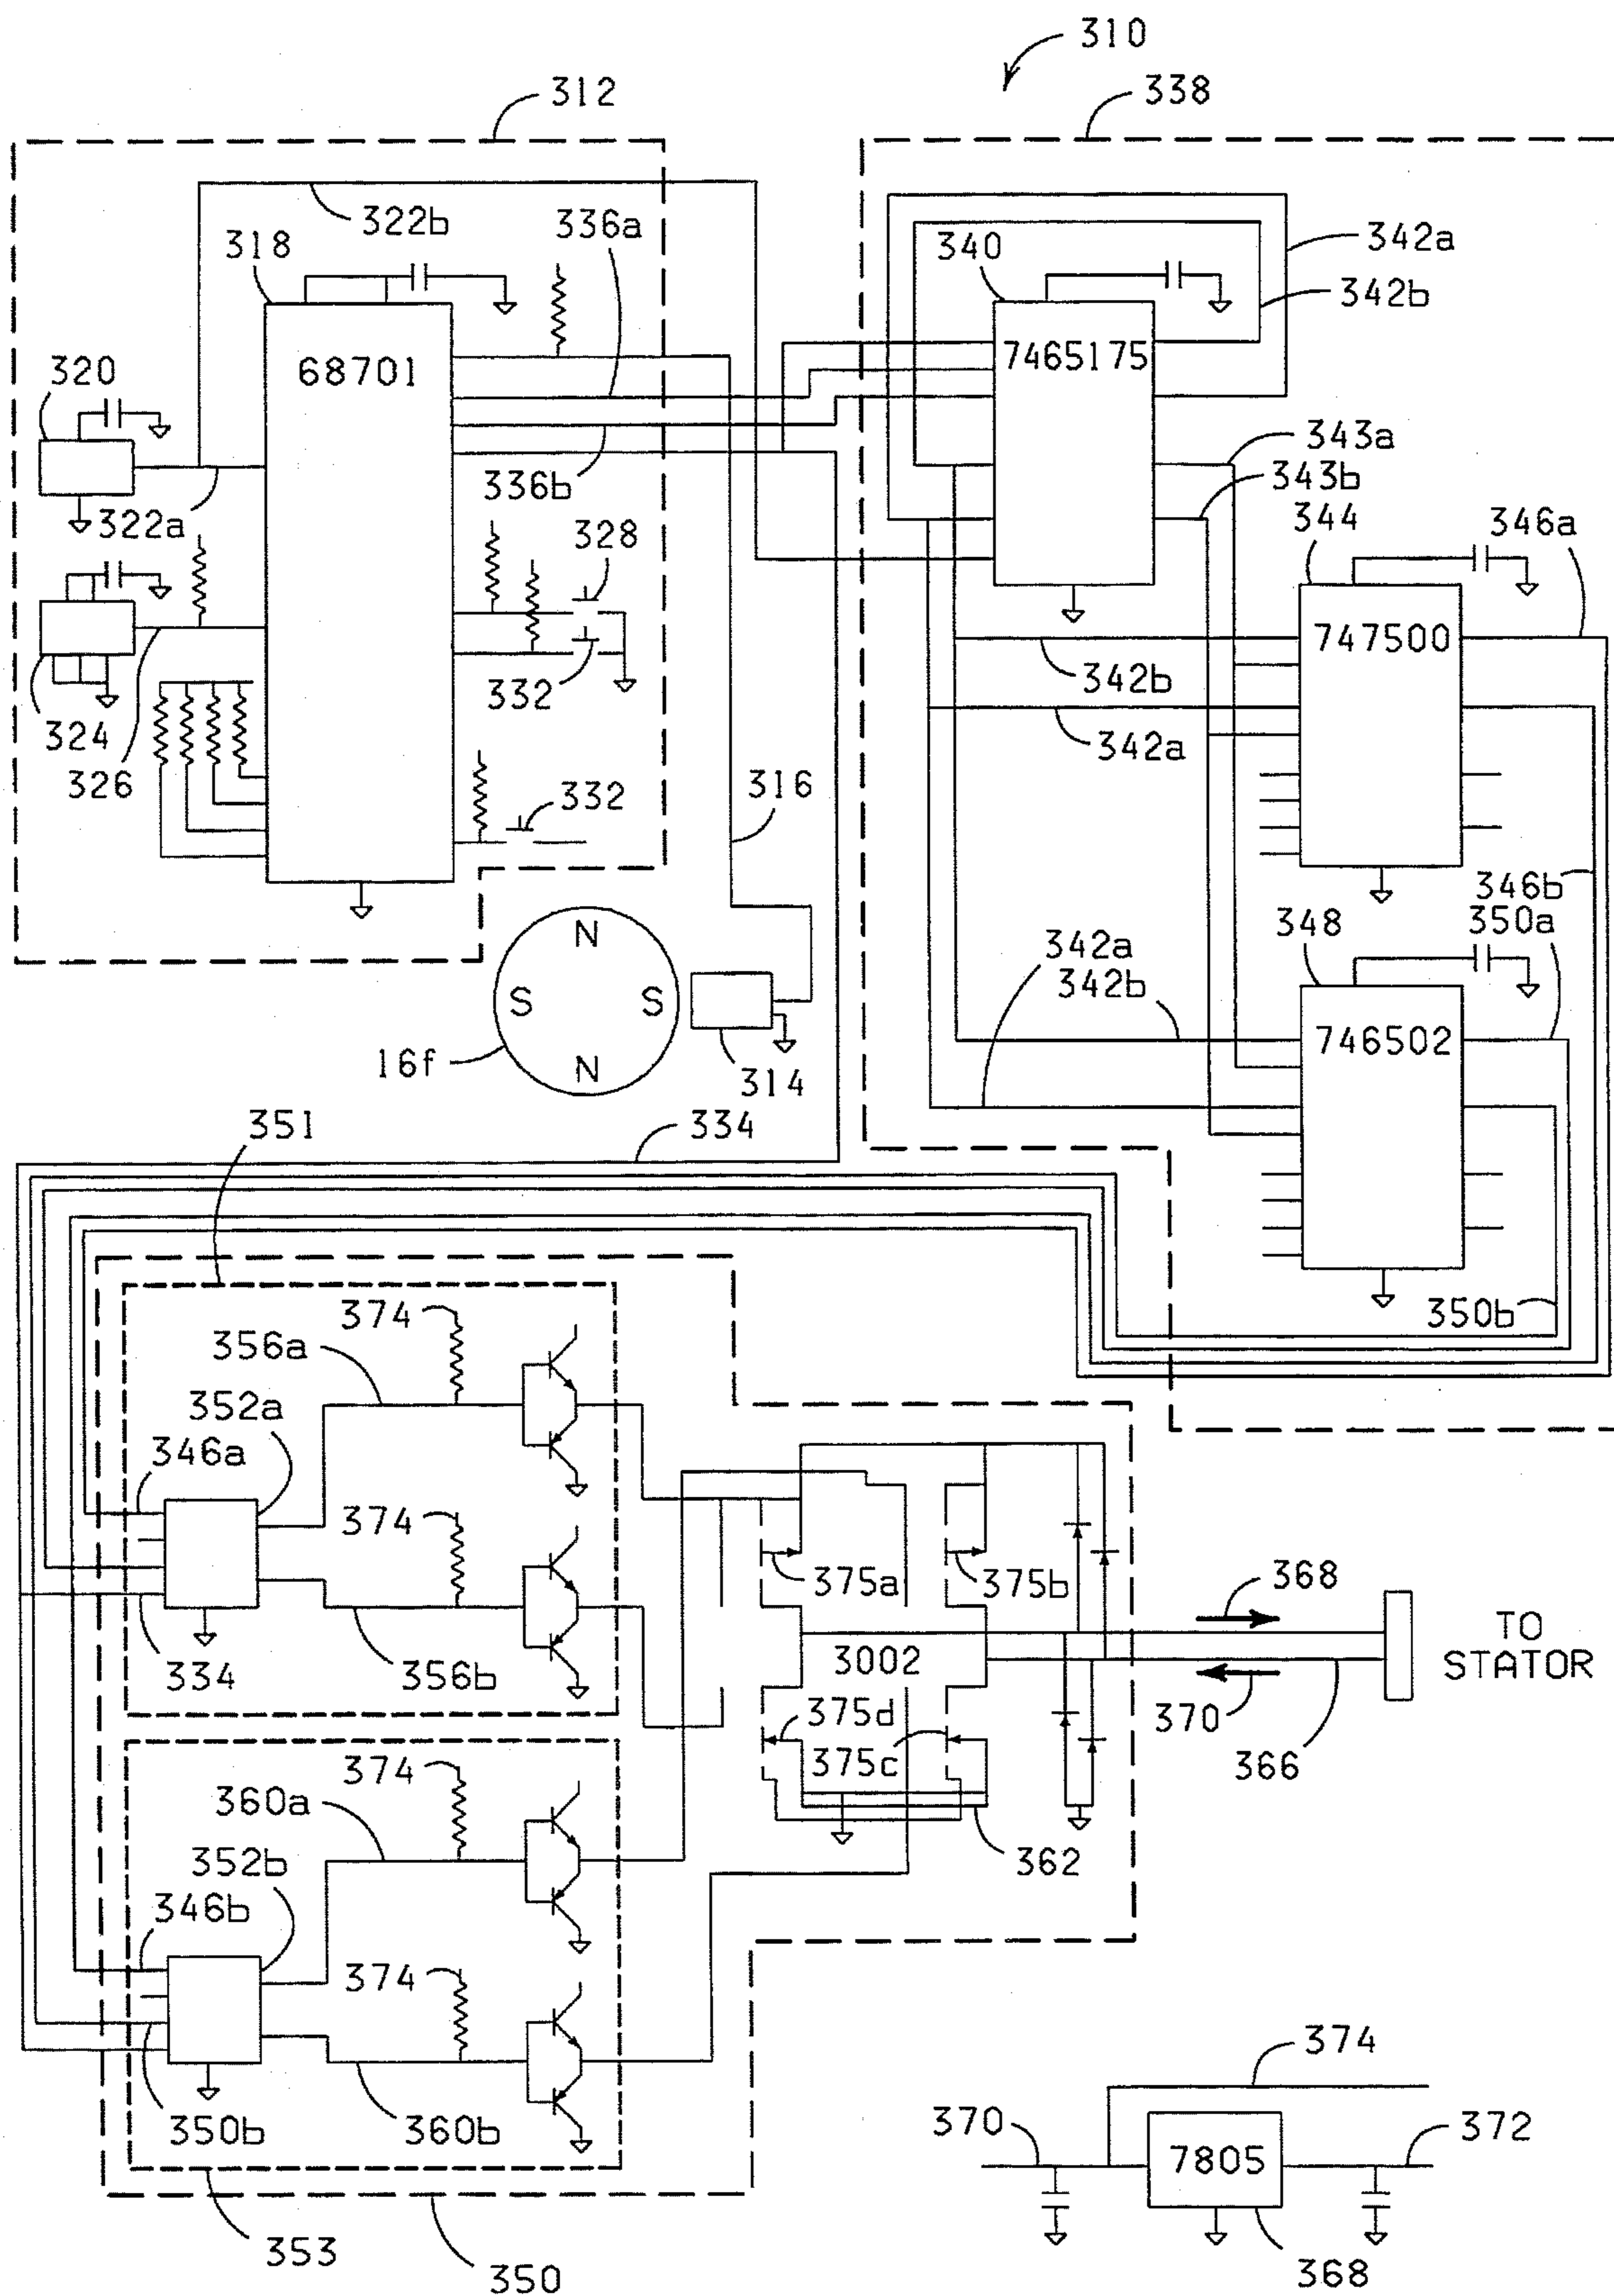 310
312
338
322b
336a
318
340
342a
342b
68701
7465175
320
343a
343b
336b
322a
344
346a
328
747500
342b
332
324
342a
326
332
316
346b
350a
N
342a
348
342b
S
S
746502
16f
N
314
351
334
350b
374
356a
352a
346a
374
375a
375b
368
TO
STATOR
3002
334
356b
375d
370
375c
366
374
360a
362
352b
346b
374
374
350b
360b
370
372
7805
353
350
368